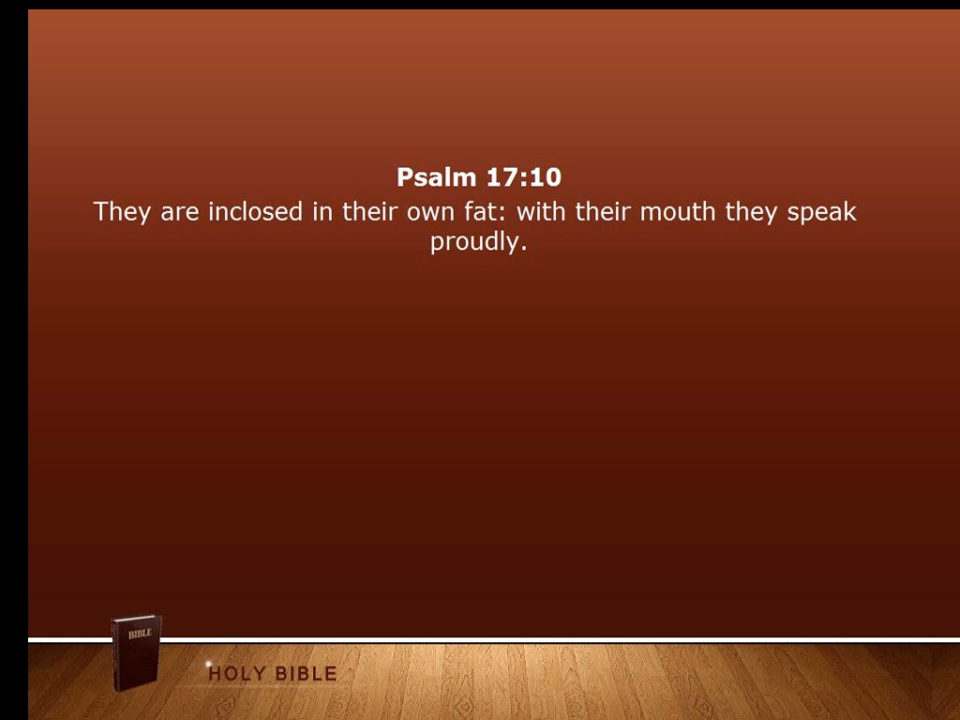 Psalm 17:10
They are inclosed in their own fat: with their mouth they speak
proudly.
BIBLE
HOLY BIBLE